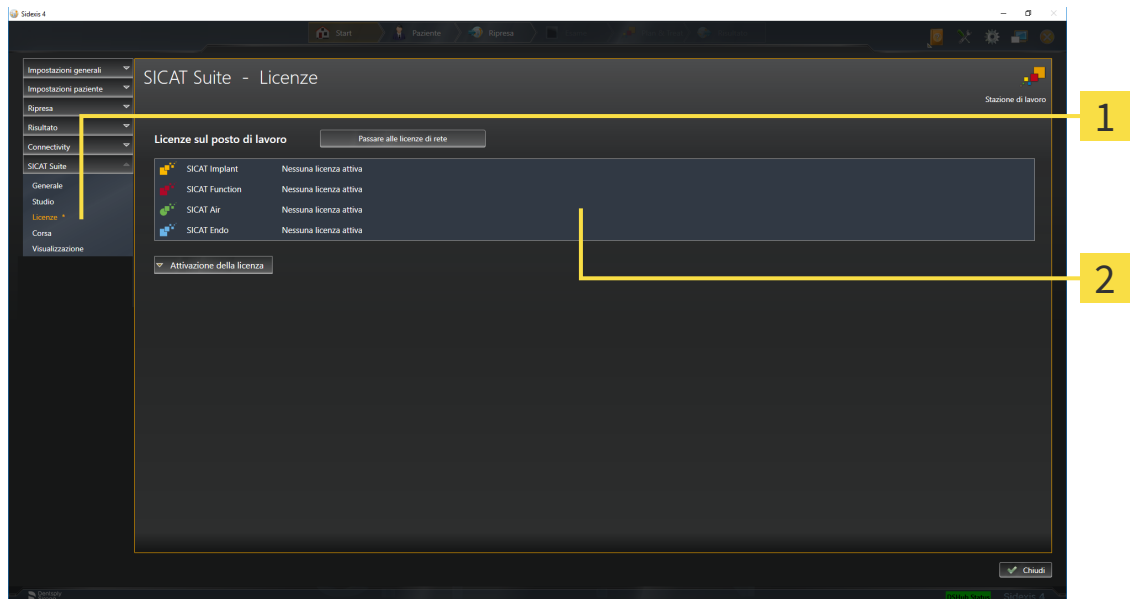 Sidexis 4
Start
Paziente
Ripresa
Impostazioni generali
Impostazioni paziente
Ripresa
Risultato
Connectivity
SICAT Suite
Generale
Studio
Licenze *
Corsa
Visualizzazione
SICAT Suite - Licenze
Stazione di lavoro
Licenze sul posto di lavoro
Passare alle licenze di rete
SICAT Implant Nessuna licenza attiva
SICAT Function Nessuna licenza attiva
SICAT Air Nessuna licenza attiva
SICAT Endo Nessuna licenza attiva
Attivazione della licenza
1
2
Chiudi
Dentsply
Sidexis 4